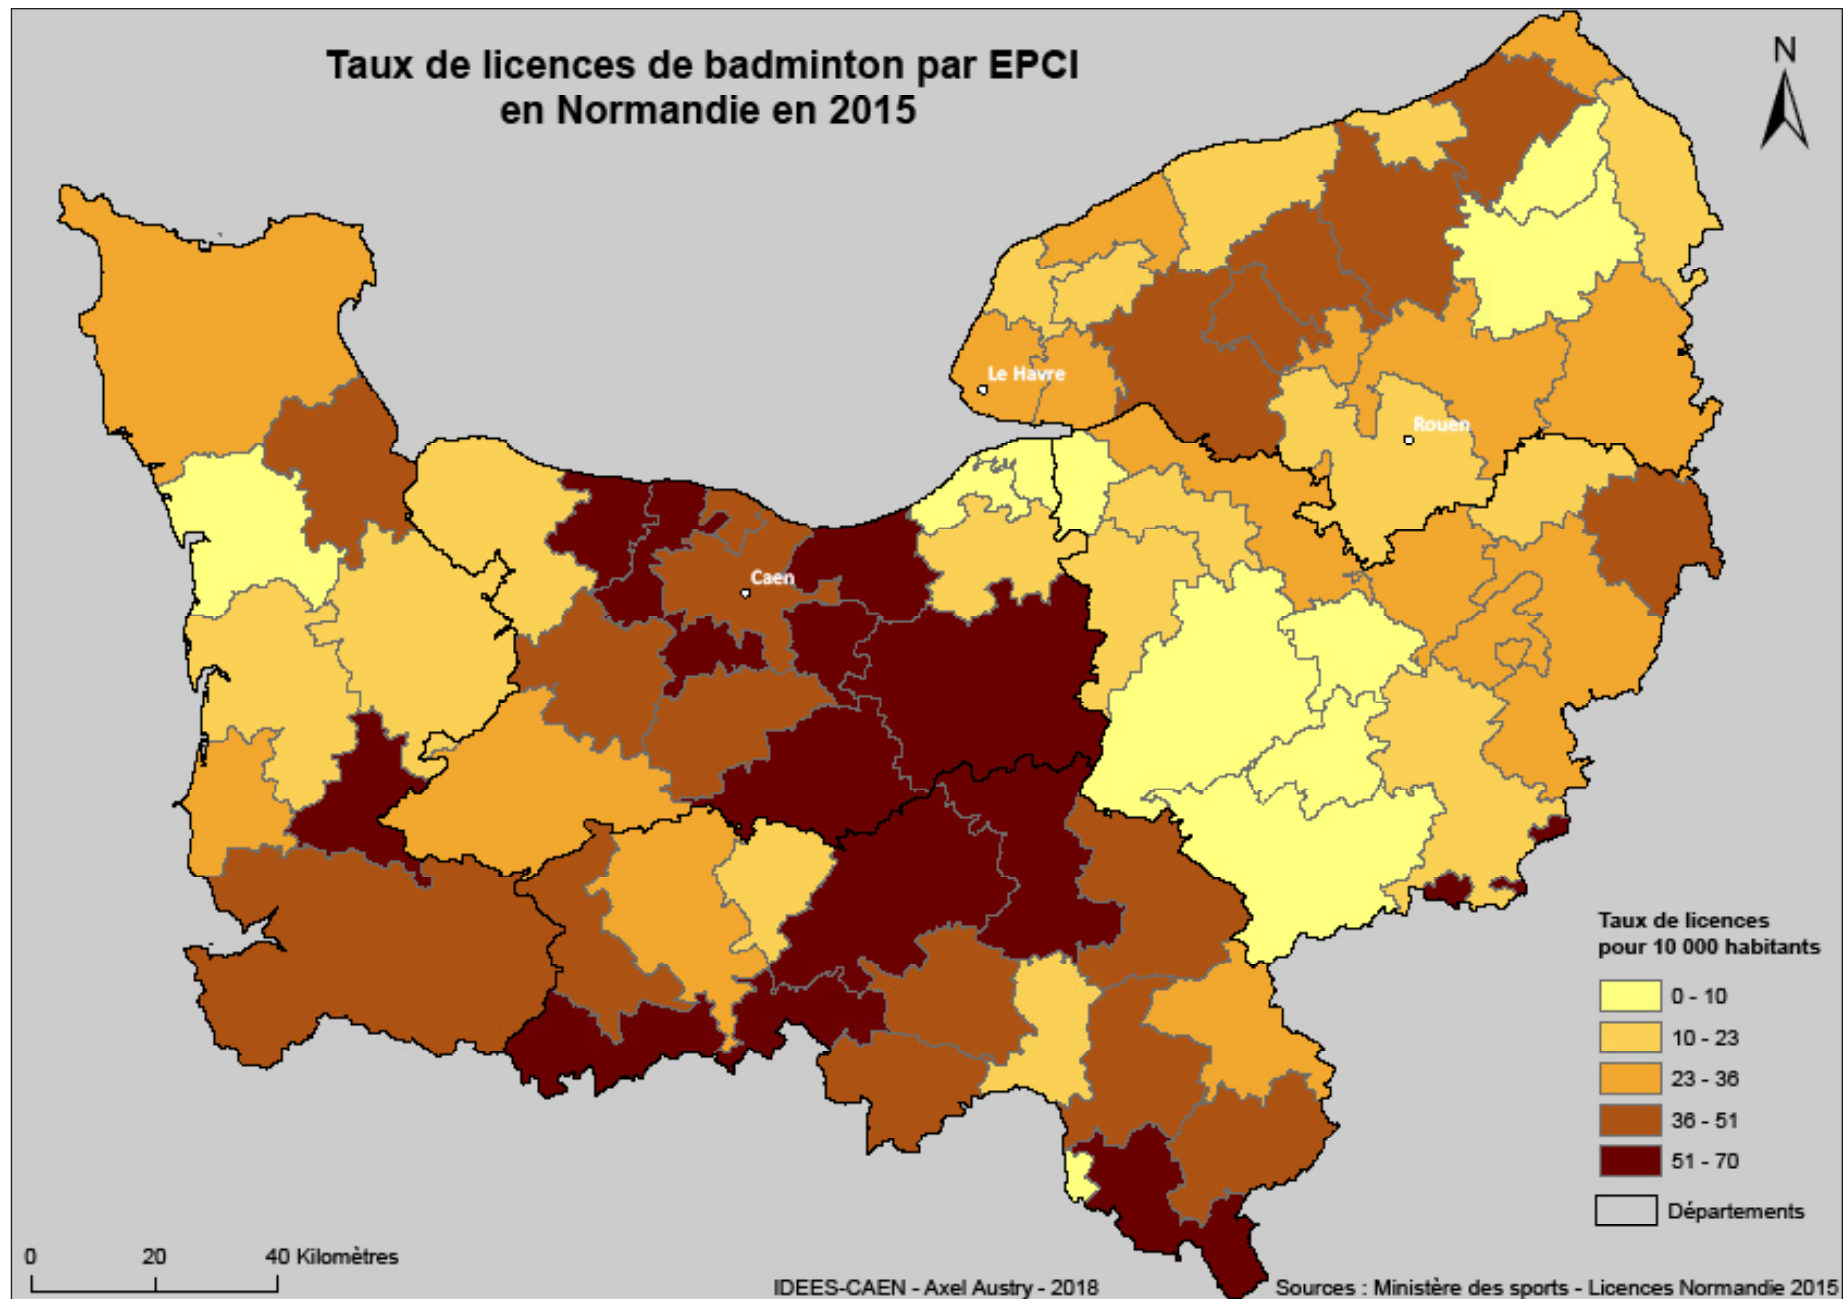 Taux de licences de badminton par EPCI
en Normandie en 2015
N
Le Havre
Rouen
Caen
Taux de licences
pour 10 000 habitants
0 - 10
10 - 23
23 - 36
36 - 51
51 - 70
Départements
0 20 40 Kilomètres
IDEES-CAEN - Axel Austry - 2018
Sources : Ministère des sports - Licences Normandie 2015